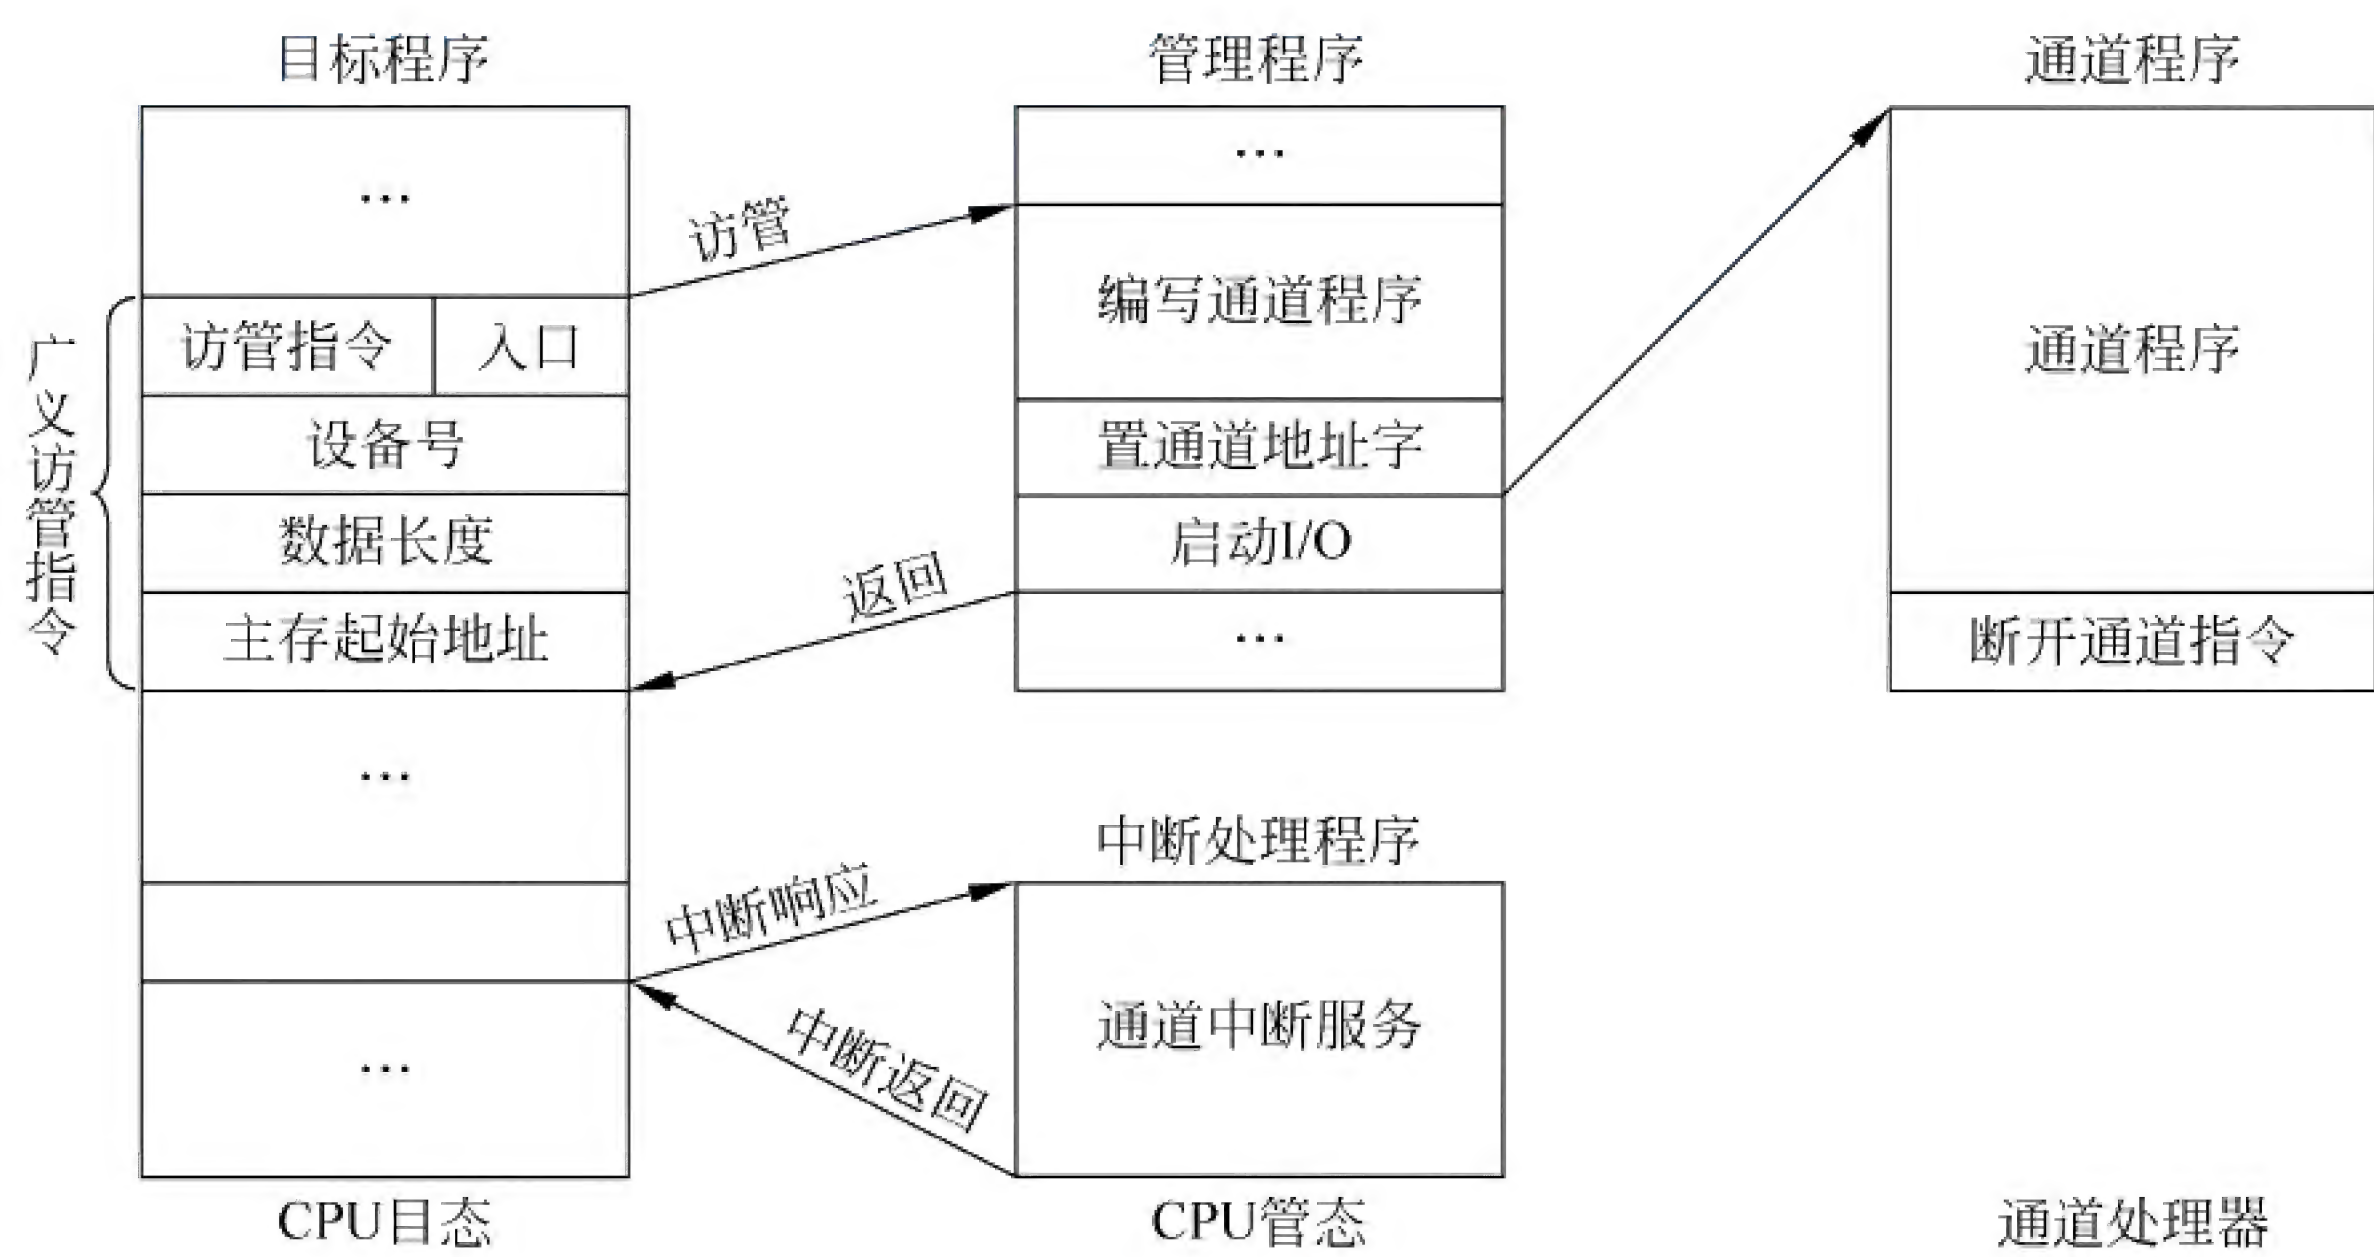 目标程序
…
访管指令
入口
设备号
数据长度
主存起始地址
…
…
广义访管指令
CPU目态
访管
返回
中断响应
中断返回
管理程序
…
编写通道程序
置通道地址字
启动I/O
…
中断处理程序
通道中断服务
CPU管态
通道程序
通道程序
断开通道指令
通道处理器